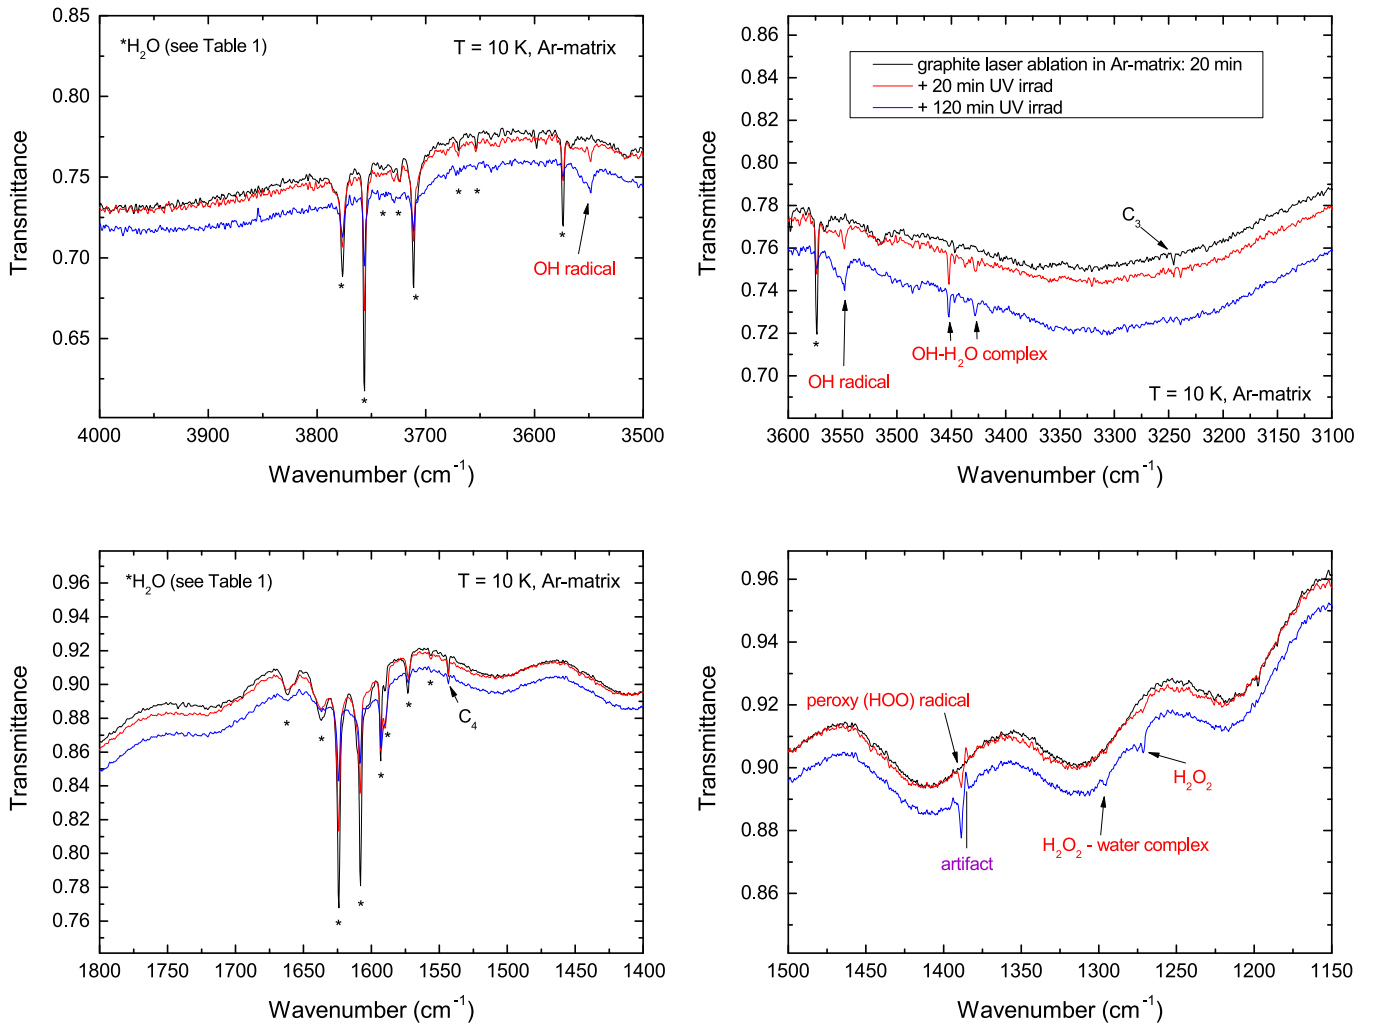 *H2O (see Table 1)
T = 10 K, Ar-matrix
OH radical
0.85
0.80
0.75
0.70
0.65
4000
3900
3800
3700
3600
3500
Transmittance
Wavenumber (cm-1)
graphite laser ablation in Ar-matrix: 20 min
+ 20 min UV irrad
+ 120 min UV irrad
C3
OH-H2O complex
OH radical
T = 10 K, Ar-matrix
0.86
0.84
0.82
0.80
0.78
0.76
0.74
0.72
0.70
3600
3550
3500
3450
3400
3350
3300
3250
3200
3150
3100
Transmittance
Wavenumber (cm-1)
*H2O (see Table 1)
T = 10 K, Ar-matrix
C4
0.96
0.94
0.92
0.90
0.88
0.86
0.84
0.82
0.80
0.78
0.76
1800
1750
1700
1650
1600
1550
1500
1450
1400
Transmittance
Wavenumber (cm-1)
peroxy (HOO) radical
H2O2
H2O2 - water complex
artifact
0.96
0.94
0.92
0.90
0.88
0.86
1500
1450
1400
1350
1300
1250
1200
1150
Transmittance
Wavenumber (cm-1)